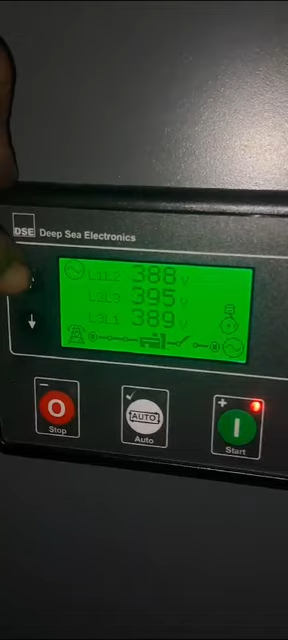 DSE Deep Sea Electronics
L1L2 388 V
L2L3 395 V
L3L1 389 V
− ✓ +
O AUTO I
Stop Auto Start